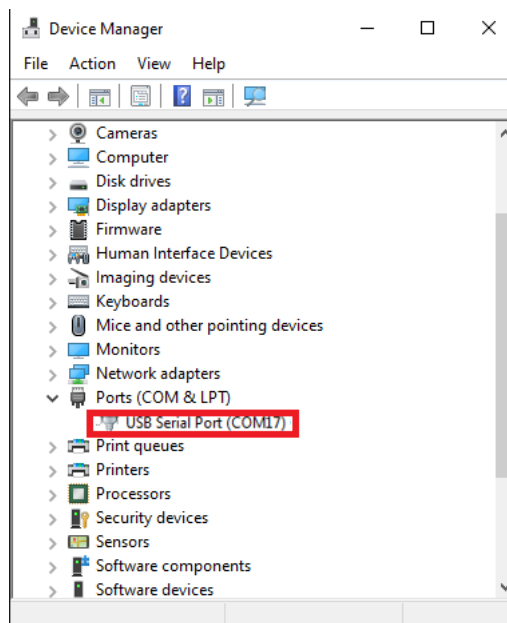 Device Manager
File Action View Help
Cameras
Computer
Disk drives
Display adapters
Firmware
Human Interface Devices
Imaging devices
Keyboards
Mice and other pointing devices
Monitors
Network adapters
Ports (COM & LPT)
USB Serial Port (COM17)
Print queues
Printers
Processors
Security devices
Sensors
Software components
Software devices